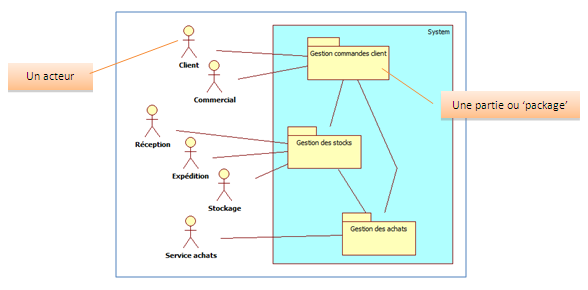 System
Gestion commandes client
Client
Un acteur
Commercial
Une partie ou ‘package’
Réception
Gestion des stocks
Expédition
Stockage
Gestion des achats
Service achats